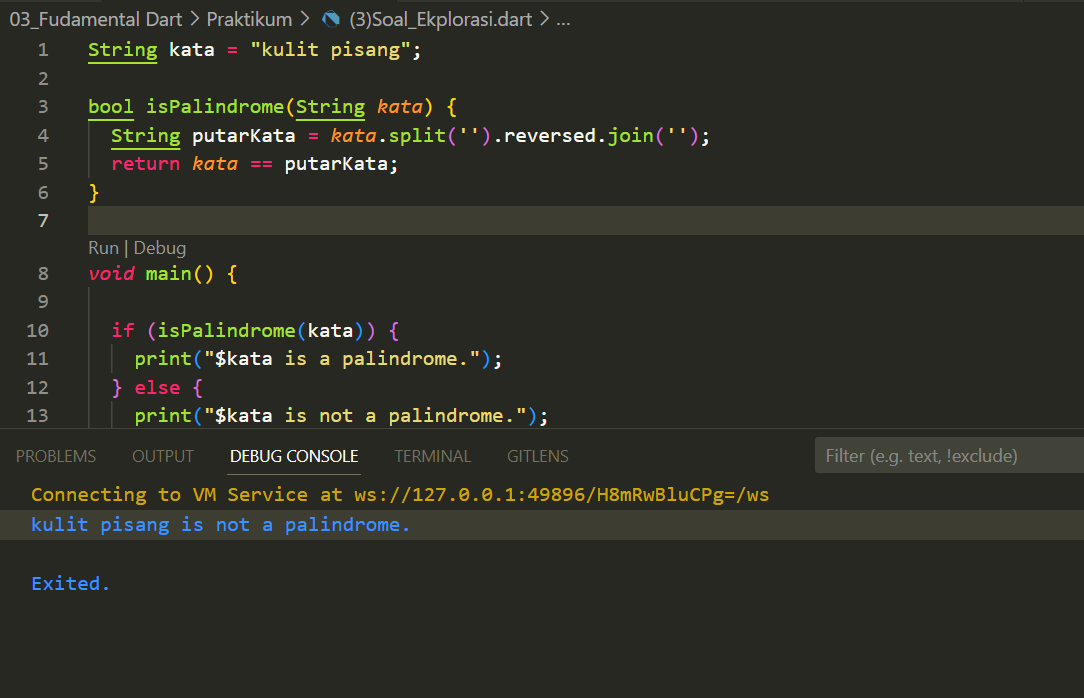 03_Fudamental Dart > Praktikum > (3)Soal_Ekplorasi.dart > ...
1 String kata = "kulit pisang";
2
3 bool isPalindrome(String kata) {
4 String putarKata = kata.split('').reversed.join('');
5 return kata == putarKata;
6 }
7
Run | Debug
8 void main() {
9
10 if (isPalindrome(kata)) {
11 print("$kata is a palindrome.");
12 } else {
13 print("$kata is not a palindrome.");
PROBLEMS OUTPUT DEBUG CONSOLE TERMINAL GITLENS Filter (e.g. text, !exclude)
Connecting to VM Service at ws://127.0.0.1:49896/H8mRwBluCPg=/ws
kulit pisang is not a palindrome.
Exited.